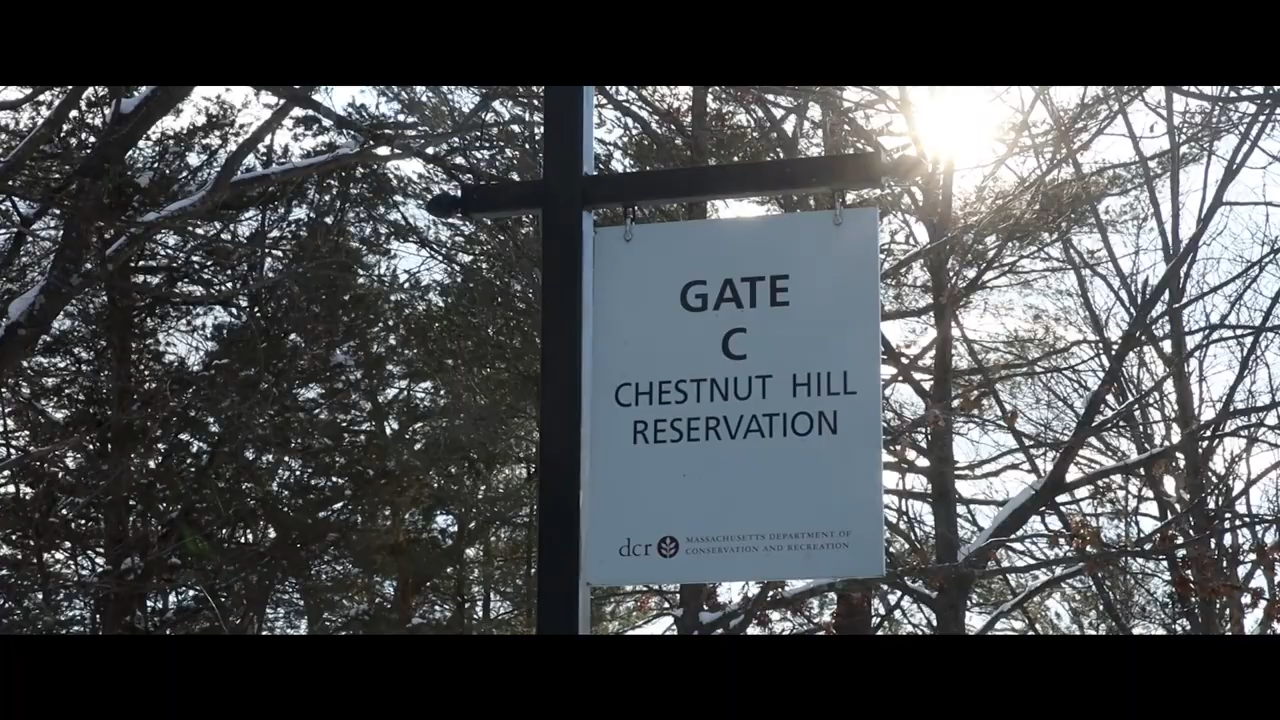 GATE
C
CHESTNUT HILL
RESERVATION
dcr MASSACHUSETTS DEPARTMENT OF
CONSERVATION AND RECREATION